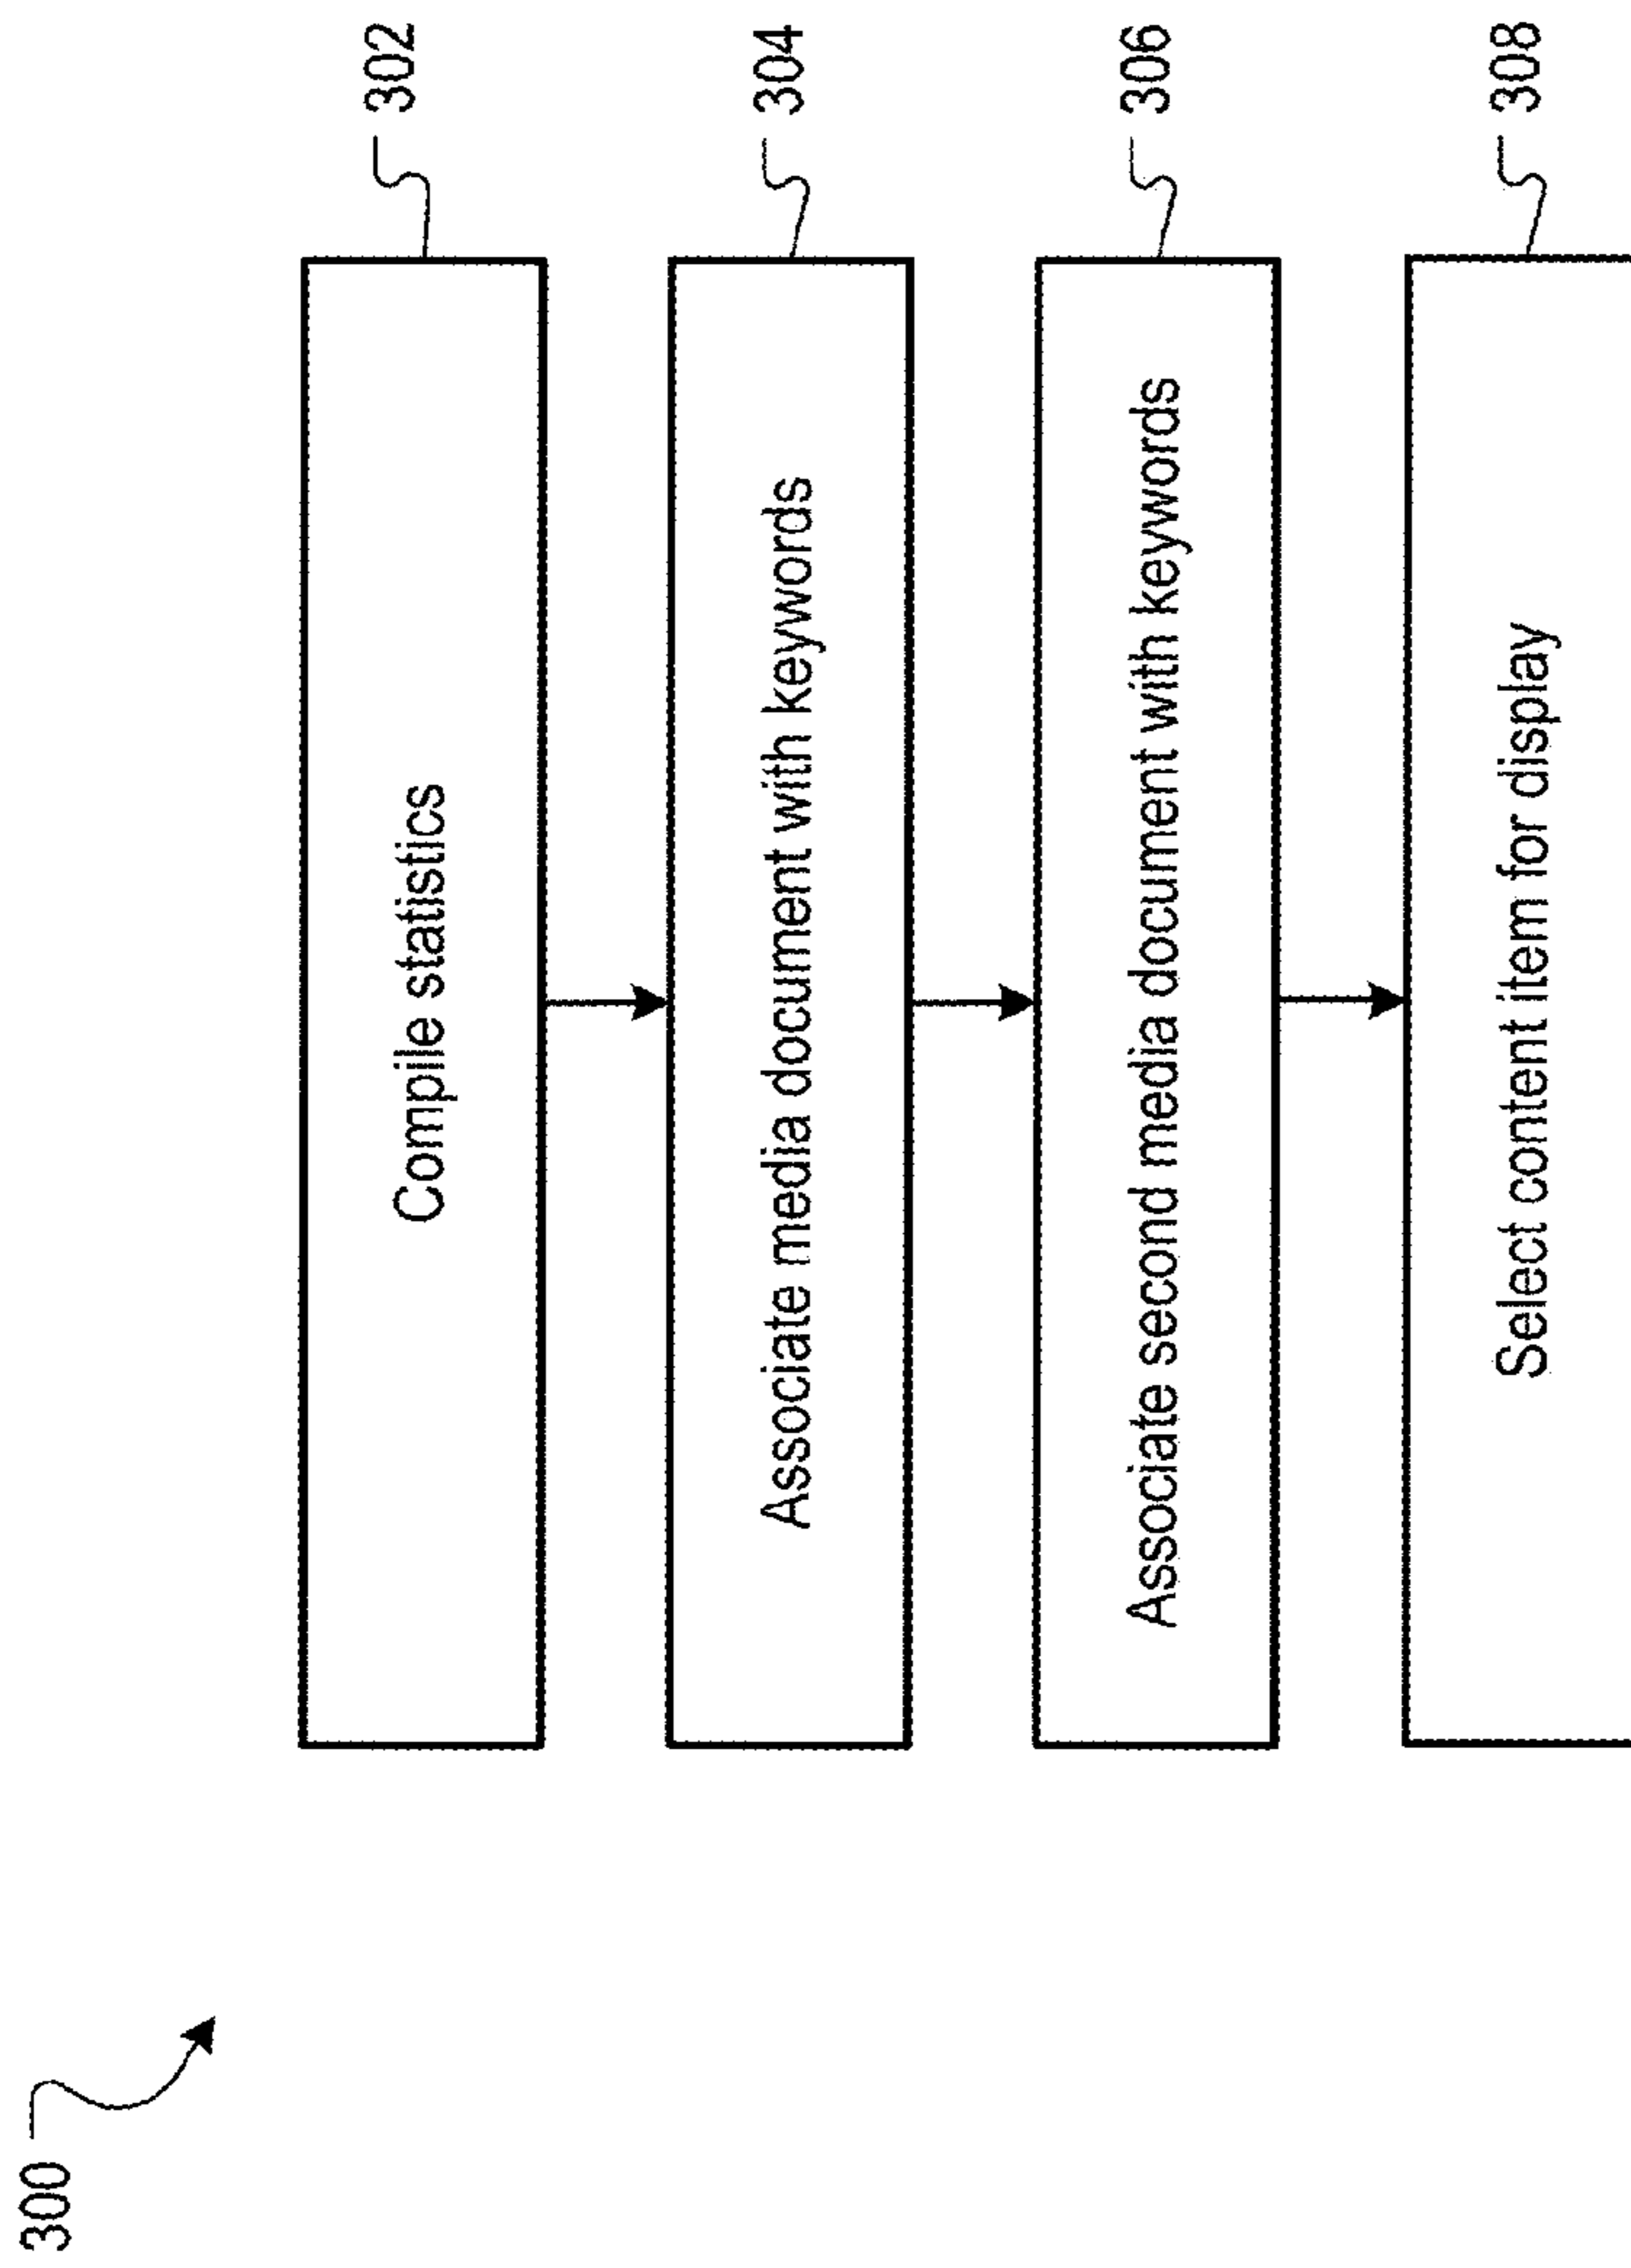 300
Compile statistics
302
Associate media document with keywords
304
Associate second media document with keywords
306
Select content item for display
308